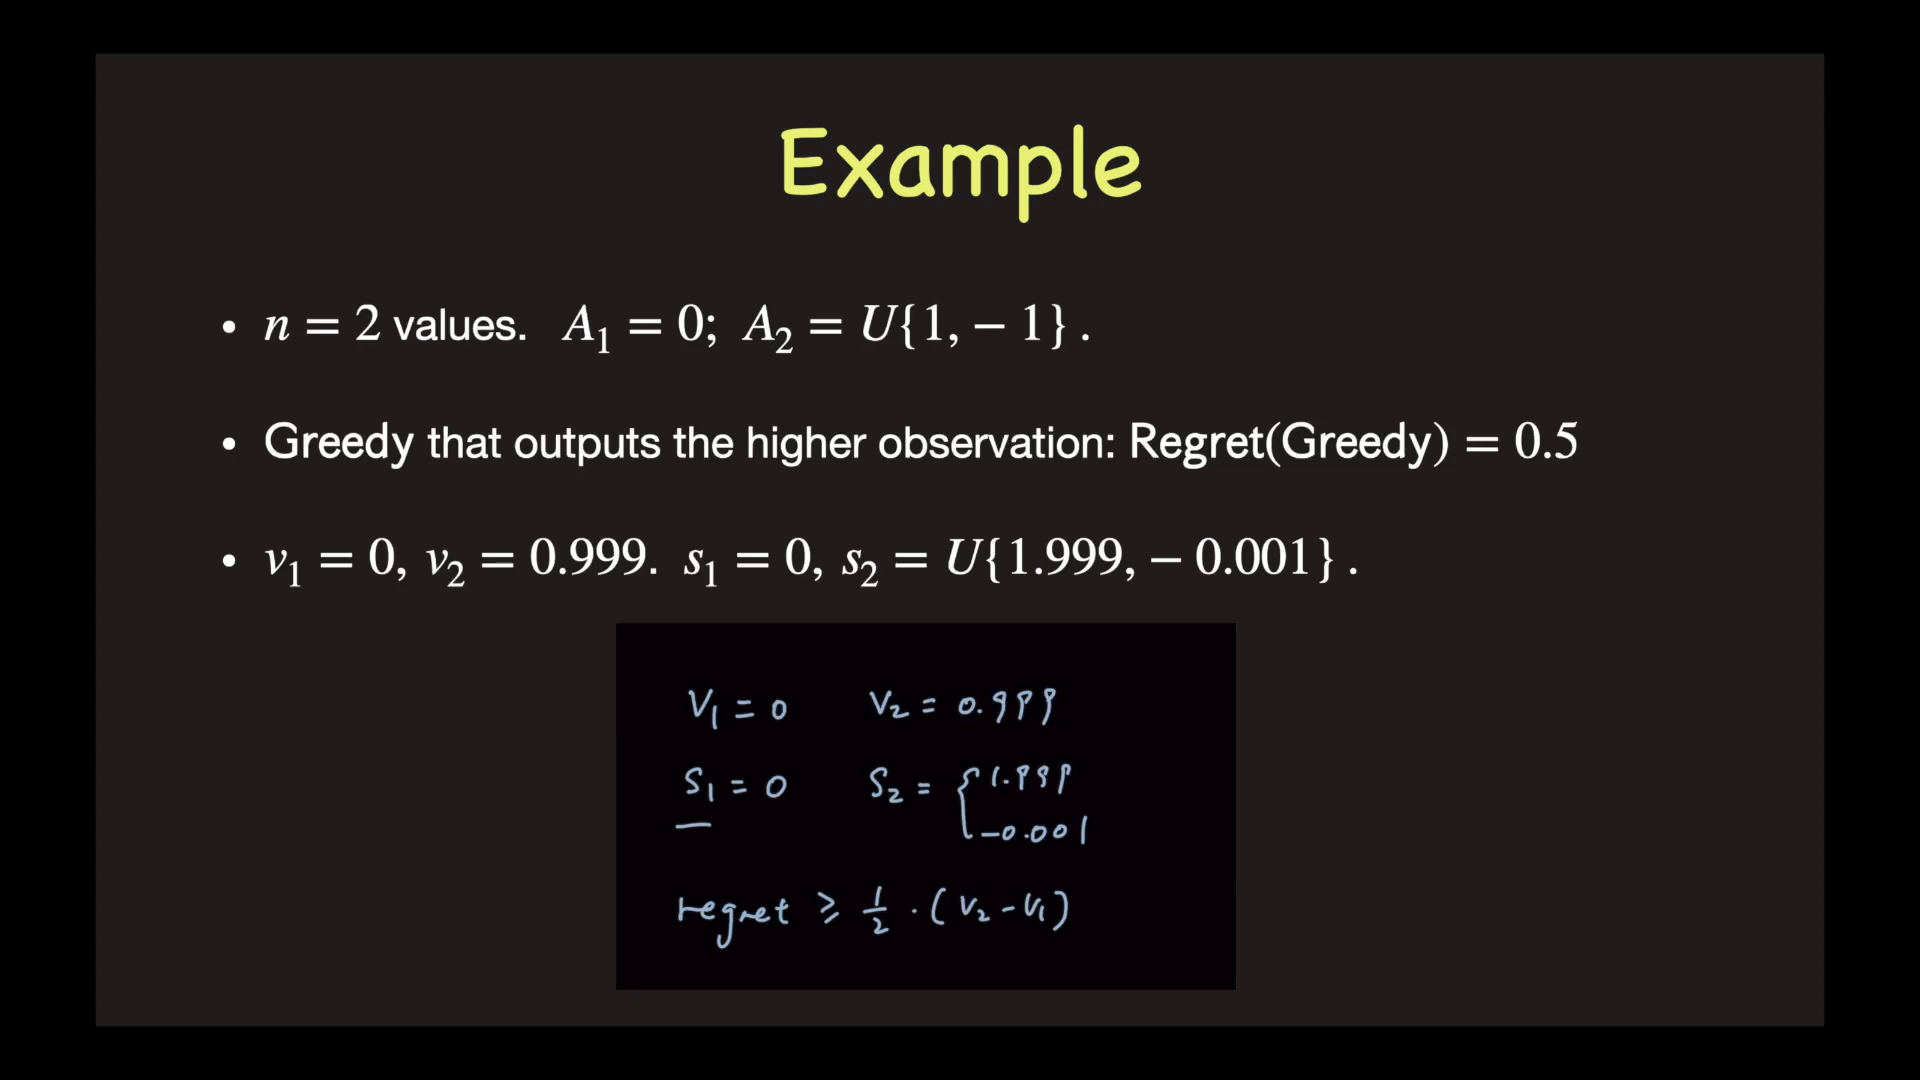 Example
• n = 2 values. A₁ = 0; A₂ = U{1, − 1} .
• Greedy that outputs the higher observation: Regret(Greedy) = 0.5
• v₁ = 0, v₂ = 0.999. s₁ = 0, s₂ = U{1.999, − 0.001} .
V₁ = 0 V₂ = 0.999
S₁ = 0 S₂ = { 1.999
-0.001
regret ⩾ 1/2 · (V₂ - V₁)